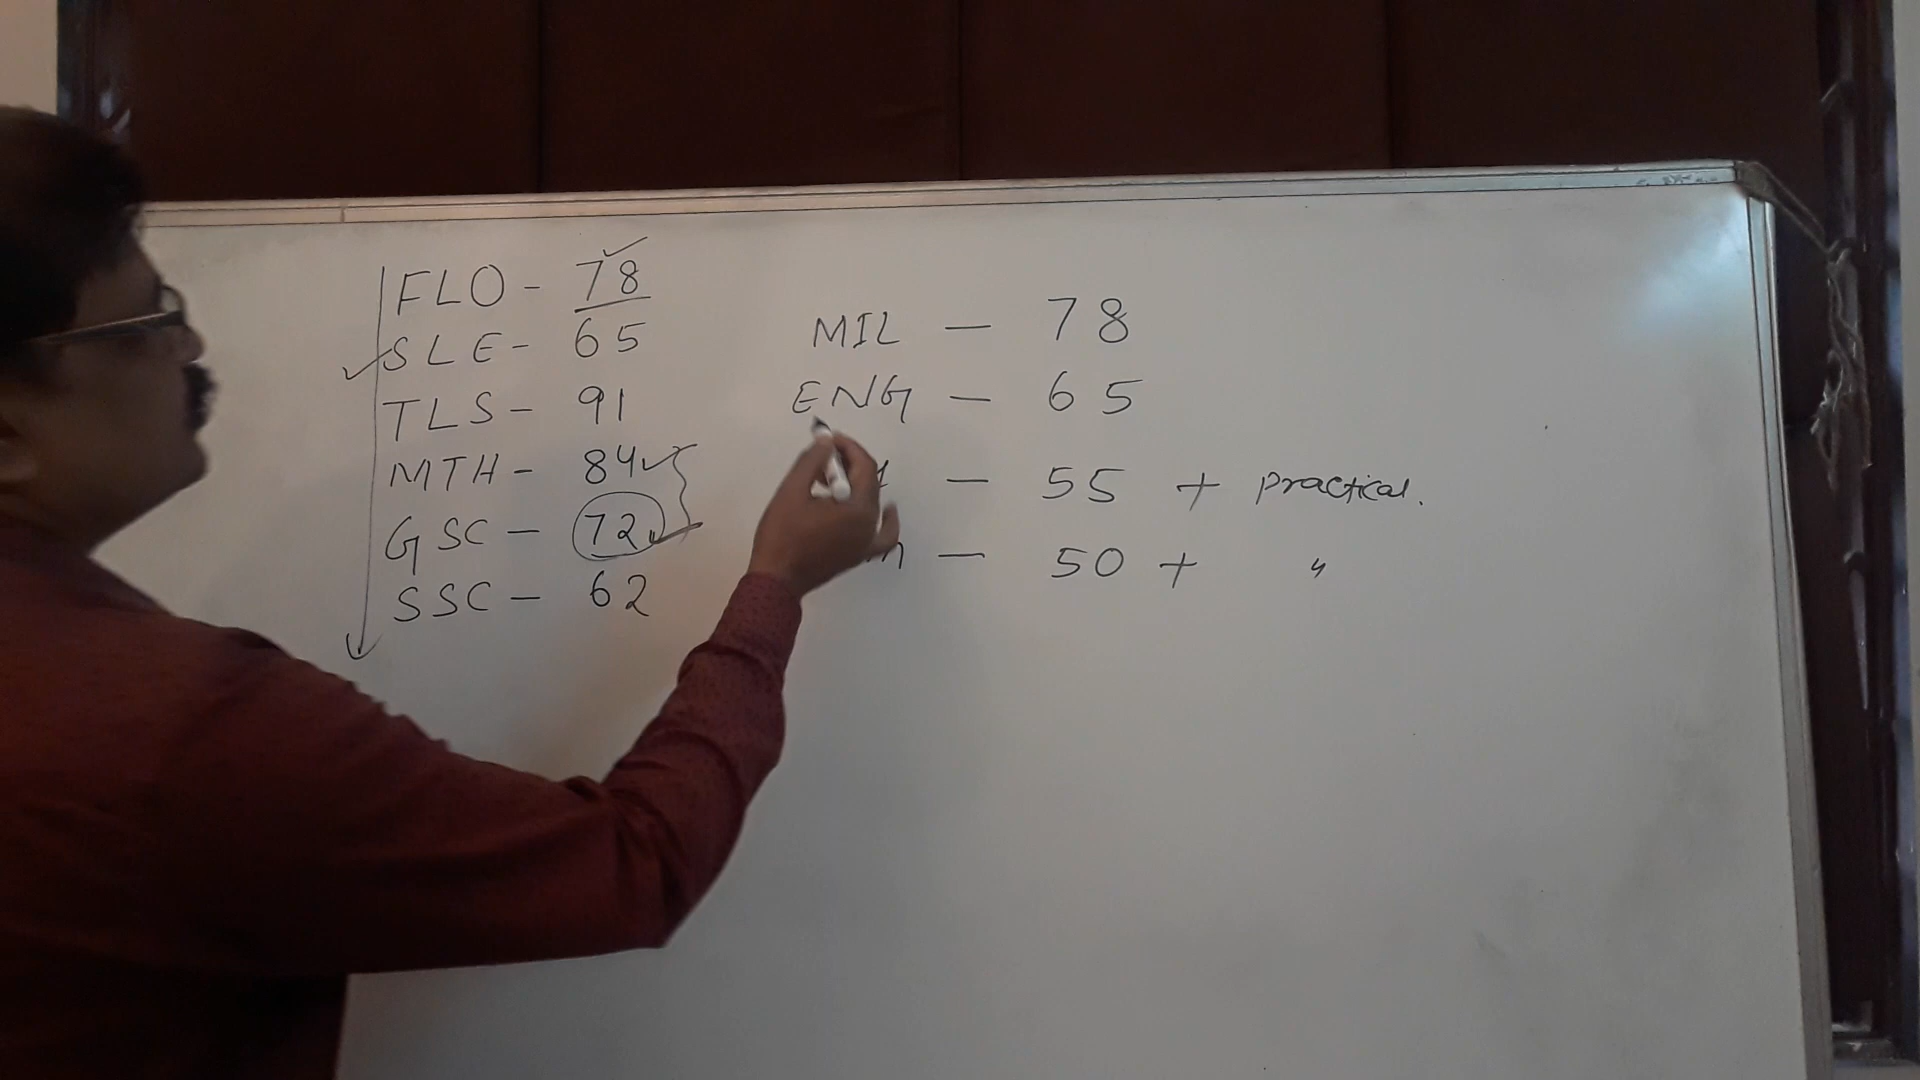 FLO - 78
SLE - 65
TLS - 91
MTH - 84
GSC - 72
SSC - 62
MIL - 78
ENG - 65
- 55 + Practical.
- 50 + "